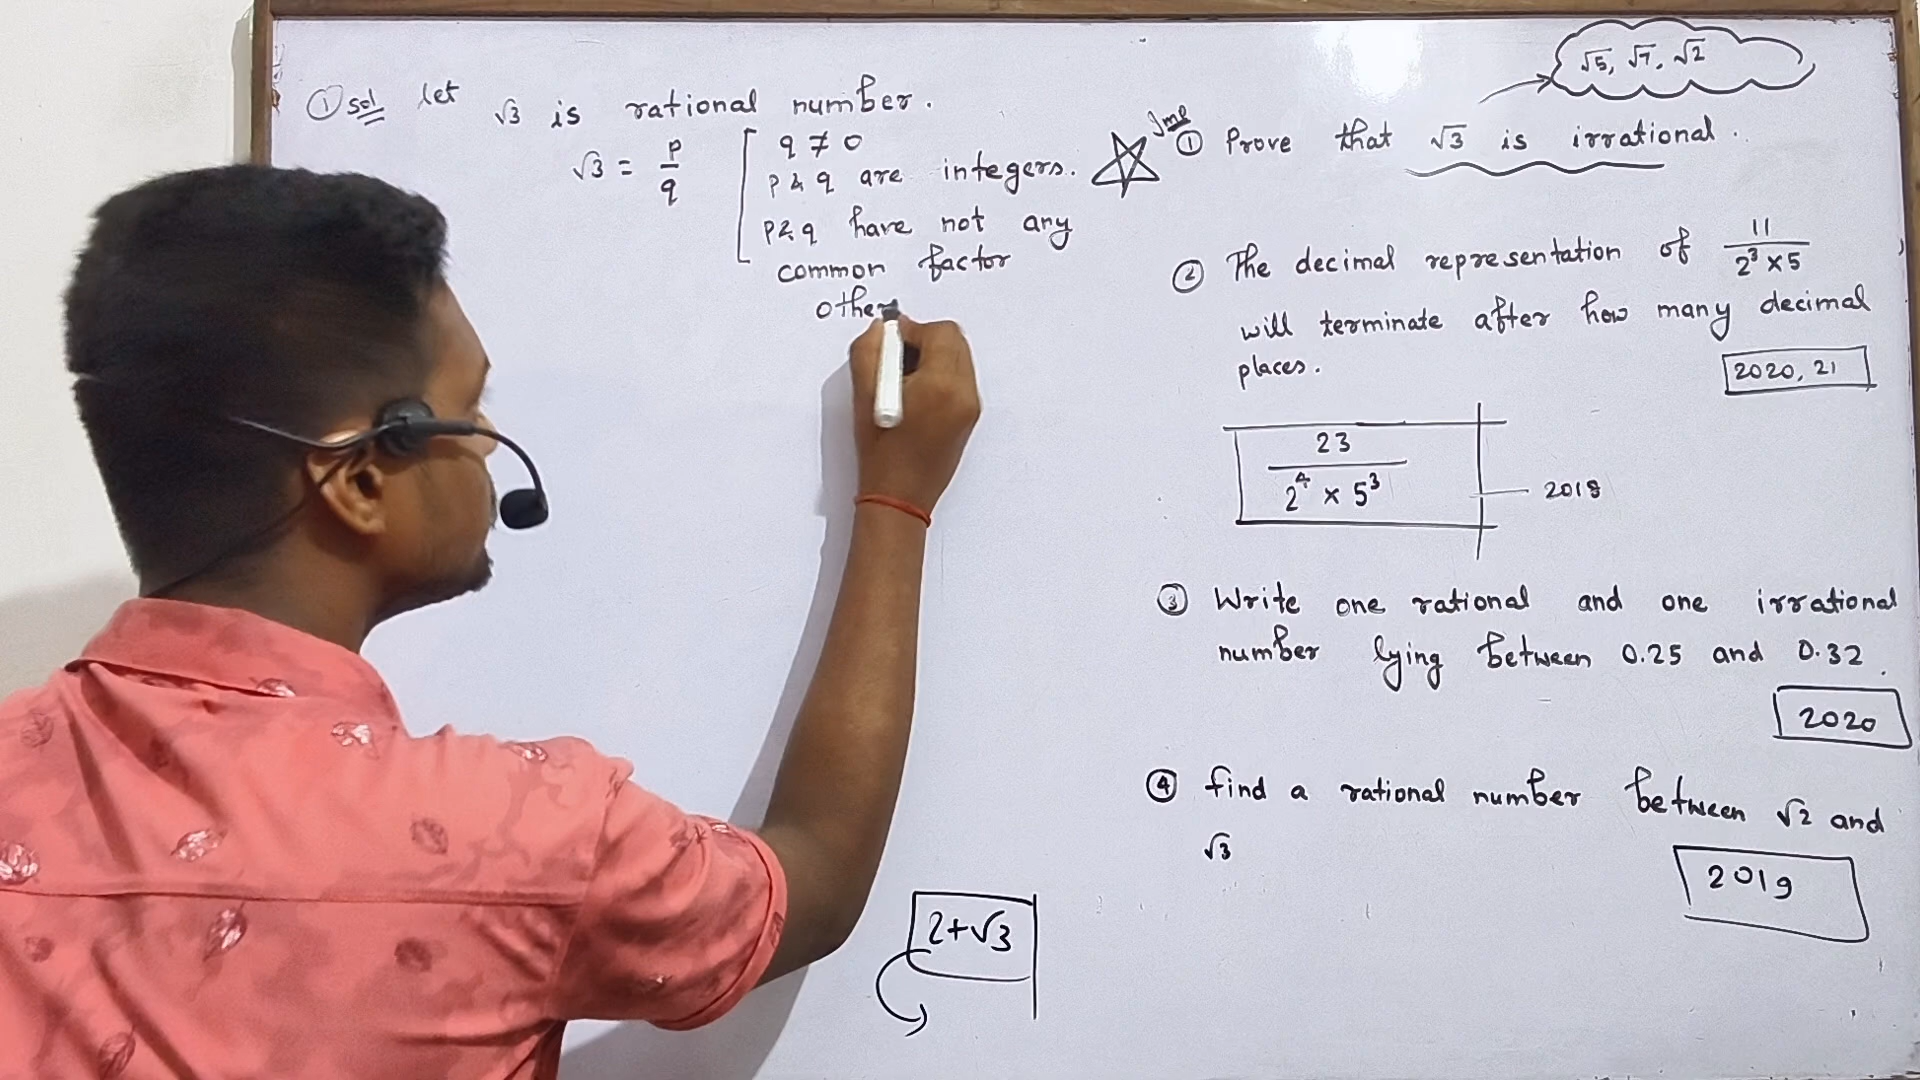 ① Sol let √3 is rational number.
√3 = p/q
q ≠ 0
p & q are integers.
p & q have not any
common factor
other
√5, √7, √2
Imp
① Prove that √3 is irrational.
② The decimal representation of 11/(2³ × 5)
will terminate after how many decimal
places.
2020, 21
23/(2⁴ × 5³)
2018
③ Write one rational and one irrational
number lying between 0.25 and 0.32.
2020
④ find a rational number between √2 and
√3
2019
2+√3